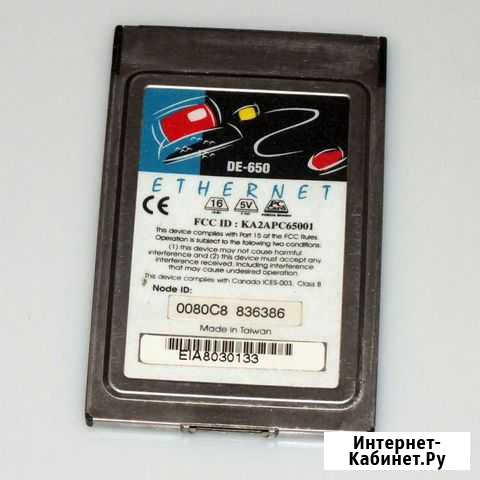 DE-650
ETHERNET
16
5V
PC
CE
FCC ID : KA2APC65001
This device complies with Part 15 of the FCC Rules
Operation is subject to the following two conditions:
(1) This device may not cause harmful
interference and (2) this device must accept
interference received, including interference
that may cause undesired operation.
This device complies with Canada ICES-003, Class B
Node ID:
0080C8 836386
Made in Taiwan
EIA8030133
Интернет-
Кабинет.Ру